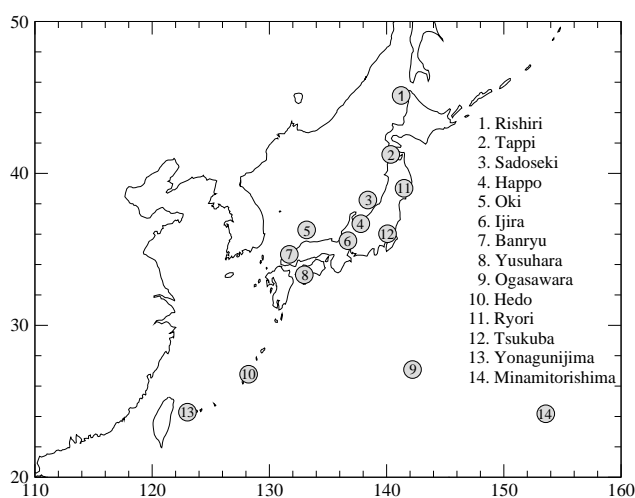 50
40
30
20
110
120
130
140
150
160
1
2
3
11
4
5
12
6
7
8
10
9
13
14
1. Rishiri
2. Tappi
3. Sadoseki
4. Happo
5. Oki
6. Ijira
7. Banryu
8. Yusuhara
9. Ogasawara
10. Hedo
11. Ryori
12. Tsukuba
13. Yonagunijima
14. Minamitorishima